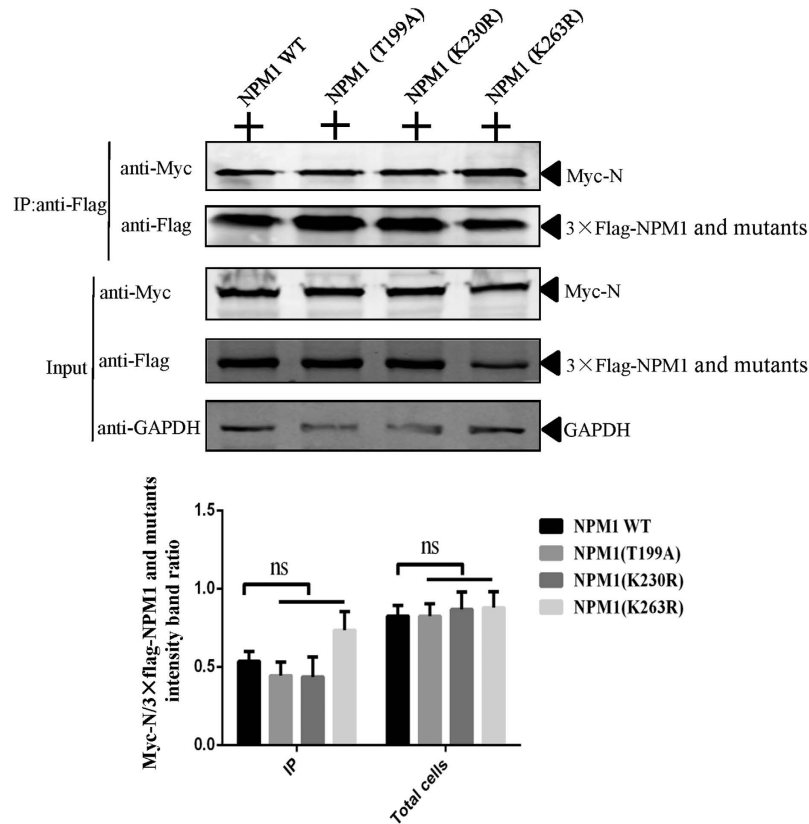 NPM1 WT
NPM1 (T199A)
NPM1 (K230R)
NPM1 (K263R)
+ + + +
IP:anti-Flag
anti-Myc
Myc-N
anti-Flag
3×Flag-NPM1 and mutants
Input
anti-Myc
Myc-N
anti-Flag
3×Flag-NPM1 and mutants
anti-GAPDH
GAPDH
Myc-N/3×flag-NPM1 and mutants
intensity band ratio
1.5
1.0
0.5
0.0
ns
ns
IP
Total cells
NPM1 WT
NPM1(T199A)
NPM1(K230R)
NPM1(K263R)